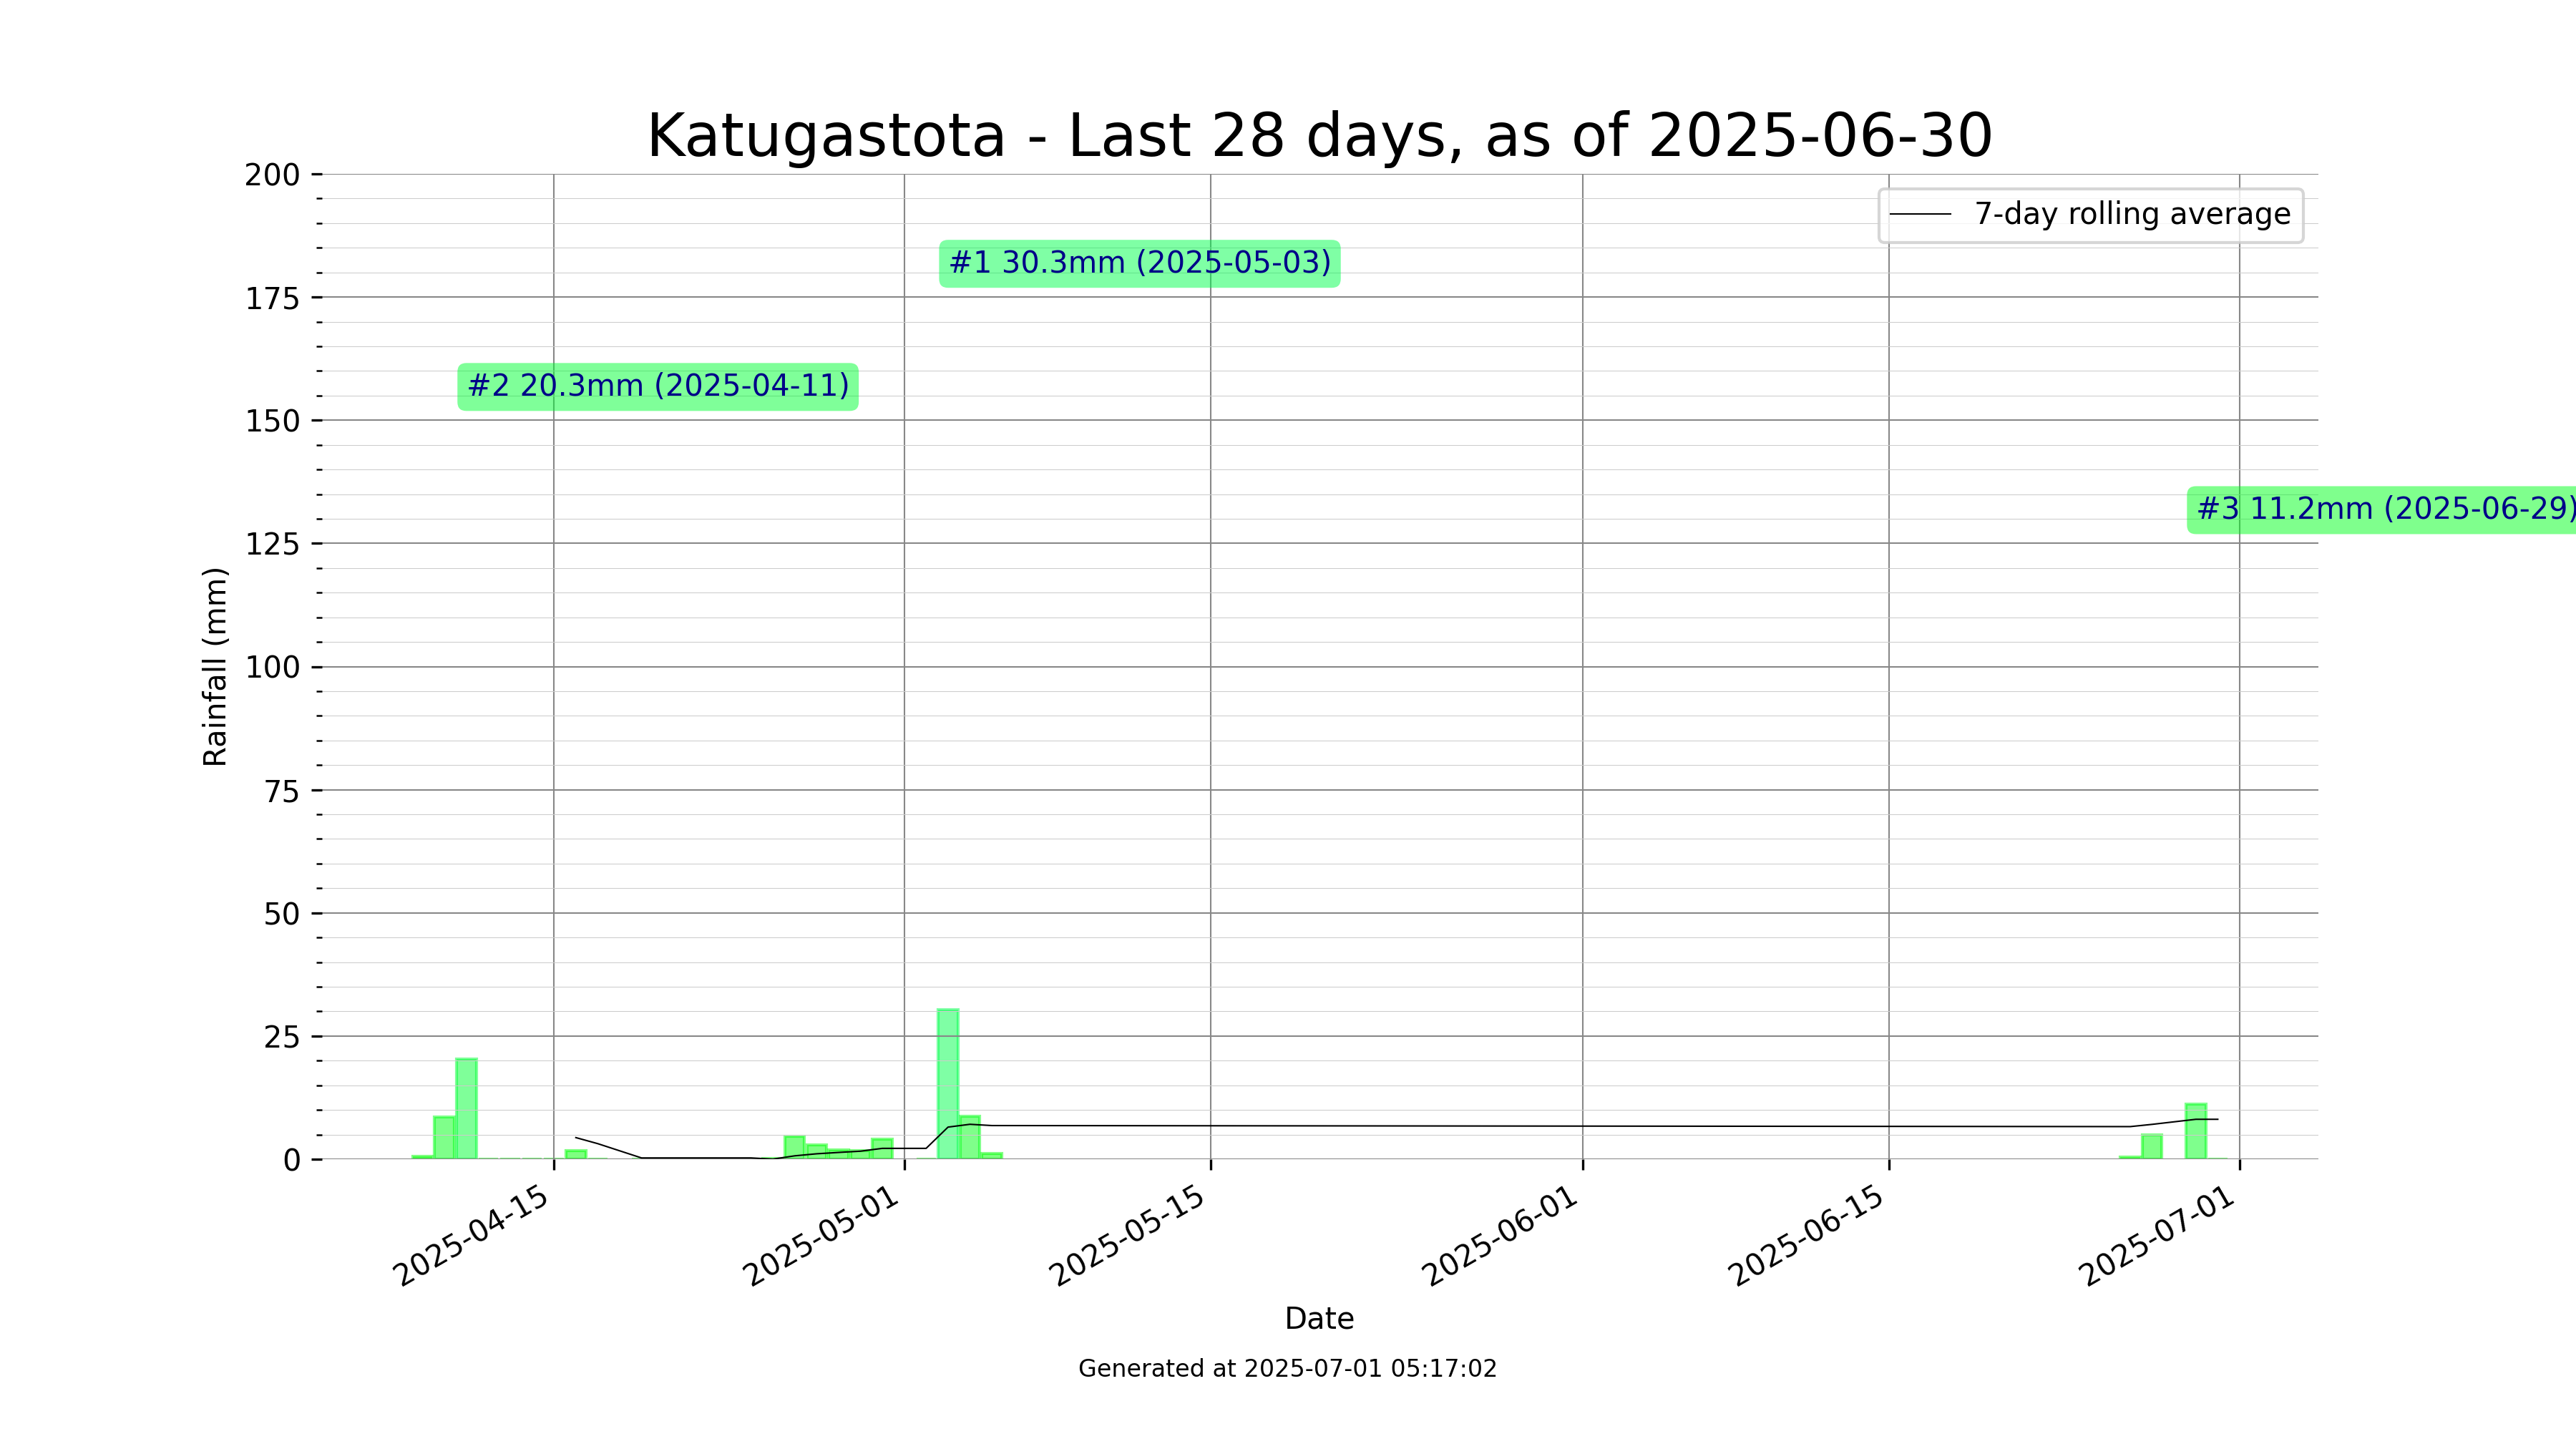 Katugastota - Last 28 days, as of 2025-06-30
200
7-day rolling average
#1 30.3mm (2025-05-03)
175
#2 20.3mm (2025-04-11)
150
#3 11.2mm (2025-06-29)
125
100
75
50
25
0
Rainfall (mm)
2025-04-15
2025-05-01
2025-05-15
2025-06-01
2025-06-15
2025-07-01
Date
Generated at 2025-07-01 05:17:02